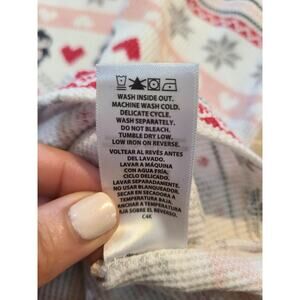 WASH INSIDE OUT.
MACHINE WASH COLD.
DELICATE CYCLE.
WASH SEPARATELY.
DO NOT BLEACH.
TUMBLE DRY LOW.
LOW IRON ON REVERSE.
VOLTEAR AL REVÉS ANTES
DEL LAVADO.
LAVAR A MÁQUINA
CON AGUA FRÍA
CICLO DELICADO.
LAVAR SEPARADAMENTE.
NO USAR BLANQUEADOR.
SECAR EN SECADORA A
TEMPERATURA BAJA.
PLANCHAR A TEMPERATURA
BAJA SOBRE EL REVERSO.
C4K